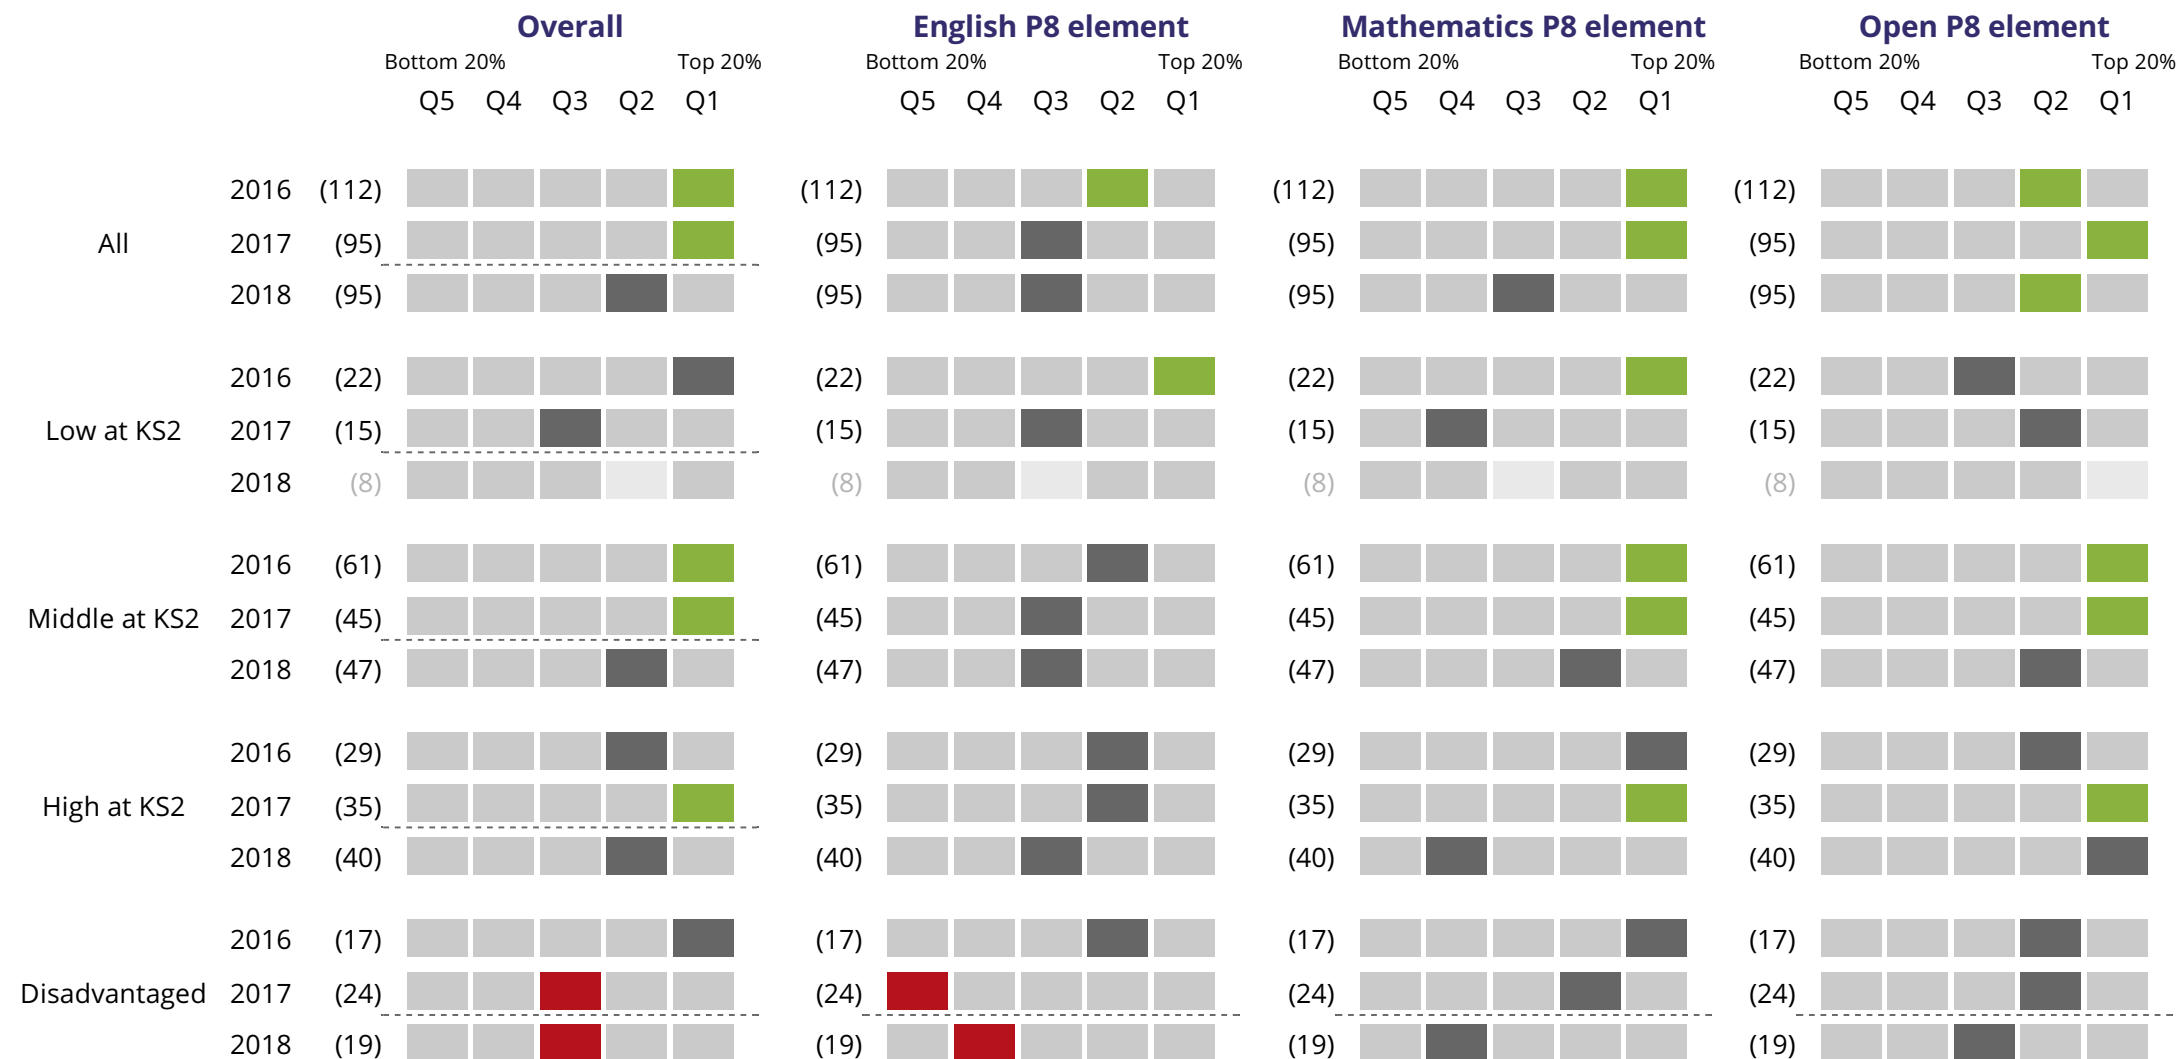 Overall English P8 element Mathematics P8 element Open P8 element
Bottom 20% Top 20% Bottom 20% Top 20% Bottom 20% Top 20% Bottom 20% Top 20%
Q5 Q4 Q3 Q2 Q1 Q5 Q4 Q3 Q2 Q1 Q5 Q4 Q3 Q2 Q1 Q5 Q4 Q3 Q2 Q1
2016 (112) (112) (112) (112)
All 2017 (95) (95) (95) (95)
2018 (95) (95) (95) (95)
2016 (22) (22) (22) (22)
Low at KS2 2017 (15) (15) (15) (15)
2018 (8) (8) (8) (8)
2016 (61) (61) (61) (61)
Middle at KS2 2017 (45) (45) (45) (45)
2018 (47) (47) (47) (47)
2016 (29) (29) (29) (29)
High at KS2 2017 (35) (35) (35) (35)
2018 (40) (40) (40) (40)
2016 (17) (17) (17) (17)
Disadvantaged 2017 (24) (24) (24) (24)
2018 (19) (19) (19) (19)